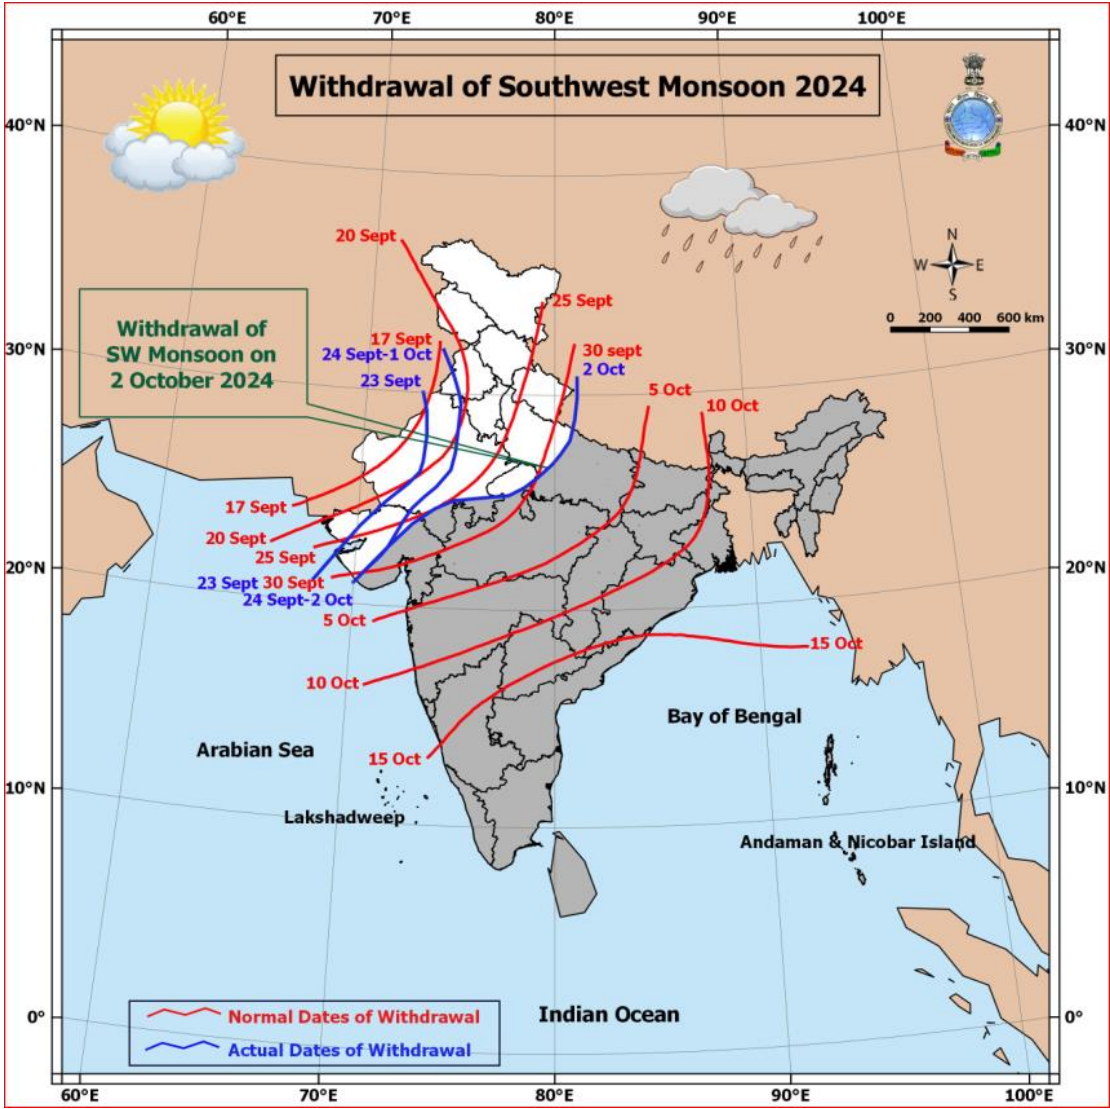 60°E 70°E 80°E 90°E 100°E
Withdrawal of Southwest Monsoon 2024
40°N 40°N
20 Sept
N
W E
S
25 Sept
Withdrawal of
SW Monsoon on
2 October 2024
0 200 400 600 km
17 Sept
30°N 30°N
24 Sept-1 Oct
30 sept
2 Oct
23 Sept
5 Oct
10 Oct
17 Sept
20 Sept
25 Sept
20°N 20°N
23 Sept 30 Sept
24 Sept-2 Oct
5 Oct
15 Oct
10 Oct
Bay of Bengal
Arabian Sea
15 Oct
10°N 10°N
Lakshadweep
Andaman & Nicobar Island
Indian Ocean
0° 0°
Normal Dates of Withdrawal
Actual Dates of Withdrawal
60°E 70°E 80°E 90°E 100°E